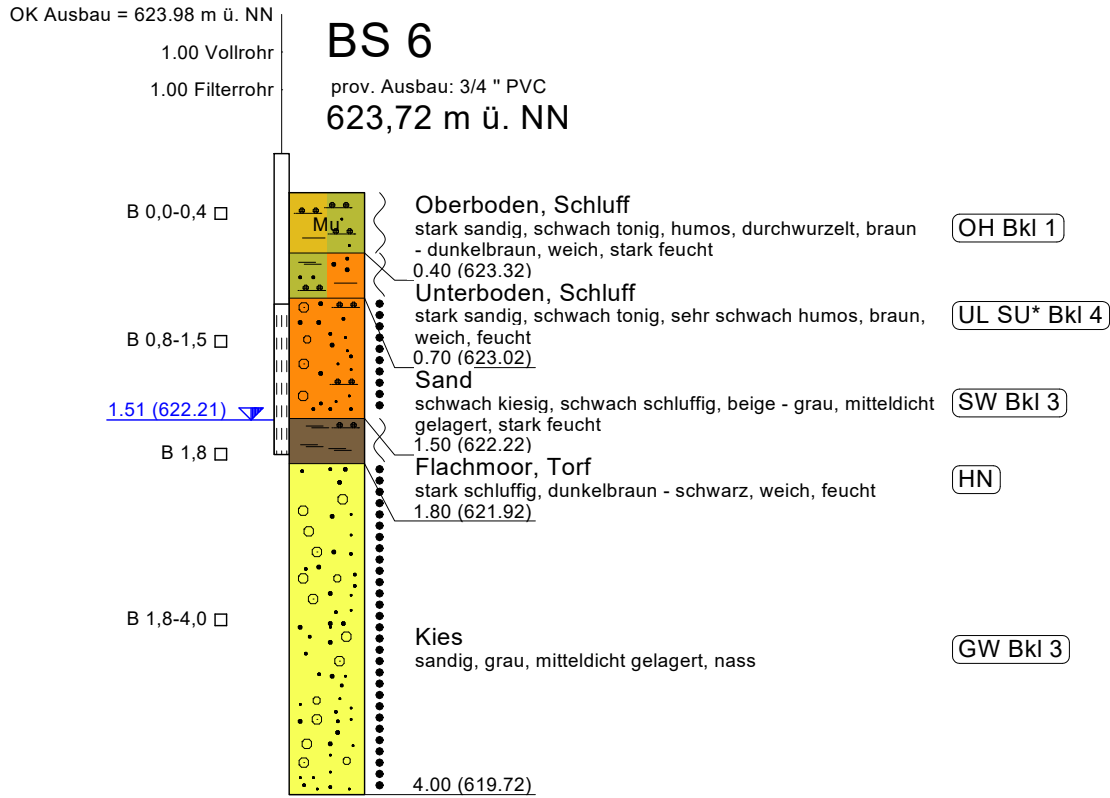 OK Ausbau = 623.98 m ü. NN
1.00 Vollrohr
1.00 Filterrohr
BS 6
prov. Ausbau: 3/4 " PVC
623,72 m ü. NN
B 0,0-0,4
Mu
Oberboden, Schluff
stark sandig, schwach tonig, humos, durchwurzelt, braun
- dunkelbraun, weich, stark feucht
0.40 (623.32)
OH Bkl 1
Unterboden, Schluff
stark sandig, schwach tonig, sehr schwach humos, braun,
weich, feucht
0.70 (623.02)
UL SU* Bkl 4
B 0,8-1,5
Sand
schwach kiesig, schwach schluffig, beige - grau, mitteldicht
gelagert, stark feucht
1.50 (622.22)
SW Bkl 3
1.51 (622.21)
B 1,8
Flachmoor, Torf
stark schluffig, dunkelbraun - schwarz, weich, feucht
1.80 (621.92)
HN
B 1,8-4,0
Kies
sandig, grau, mitteldicht gelagert, nass
GW Bkl 3
4.00 (619.72)